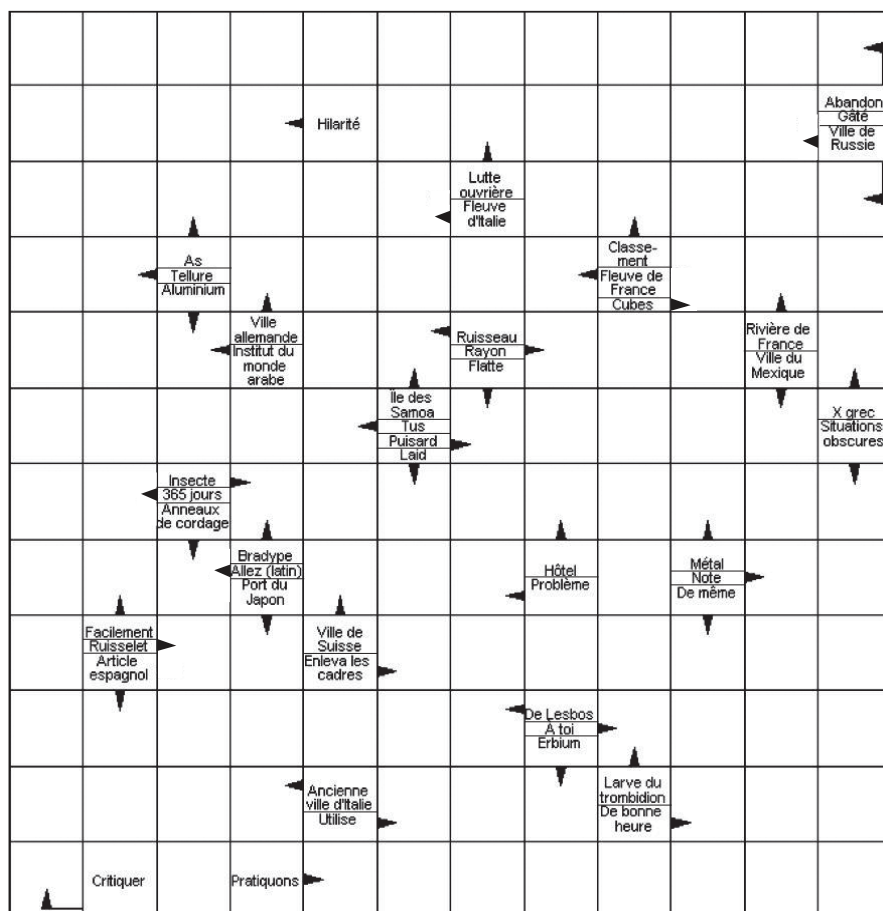 Hilarité
Abandon
Gâté
Ville de
Russie
Lutte
ouvrière
Fleuve
d'Italie
As
Tellure
Aluminium
Classe-
ment
Fleuve de
France
Cubes
Ville
allemande
Institut du
monde
arabe
Ruisseau
Rayon
Flatte
Rivière de
France
Ville du
Mexique
Île des
Samoa
Tus
Puisard
Laid
X grec
Situations
obscures
Insecte
365 jours
Anneaux
de cordage
Bradype
Allez (latin)
Port du
Japon
Hôtel
Problème
Métal
Note
De même
Facilement
Ruisselet
Article
espagnol
Ville de
Suisse
Enleva les
cadres
De Lesbos
À toi
Erbium
Ancienne
ville d'Italie
Utilise
Larve du
trombidion
De bonne
heure
Critiquer
Pratiquons